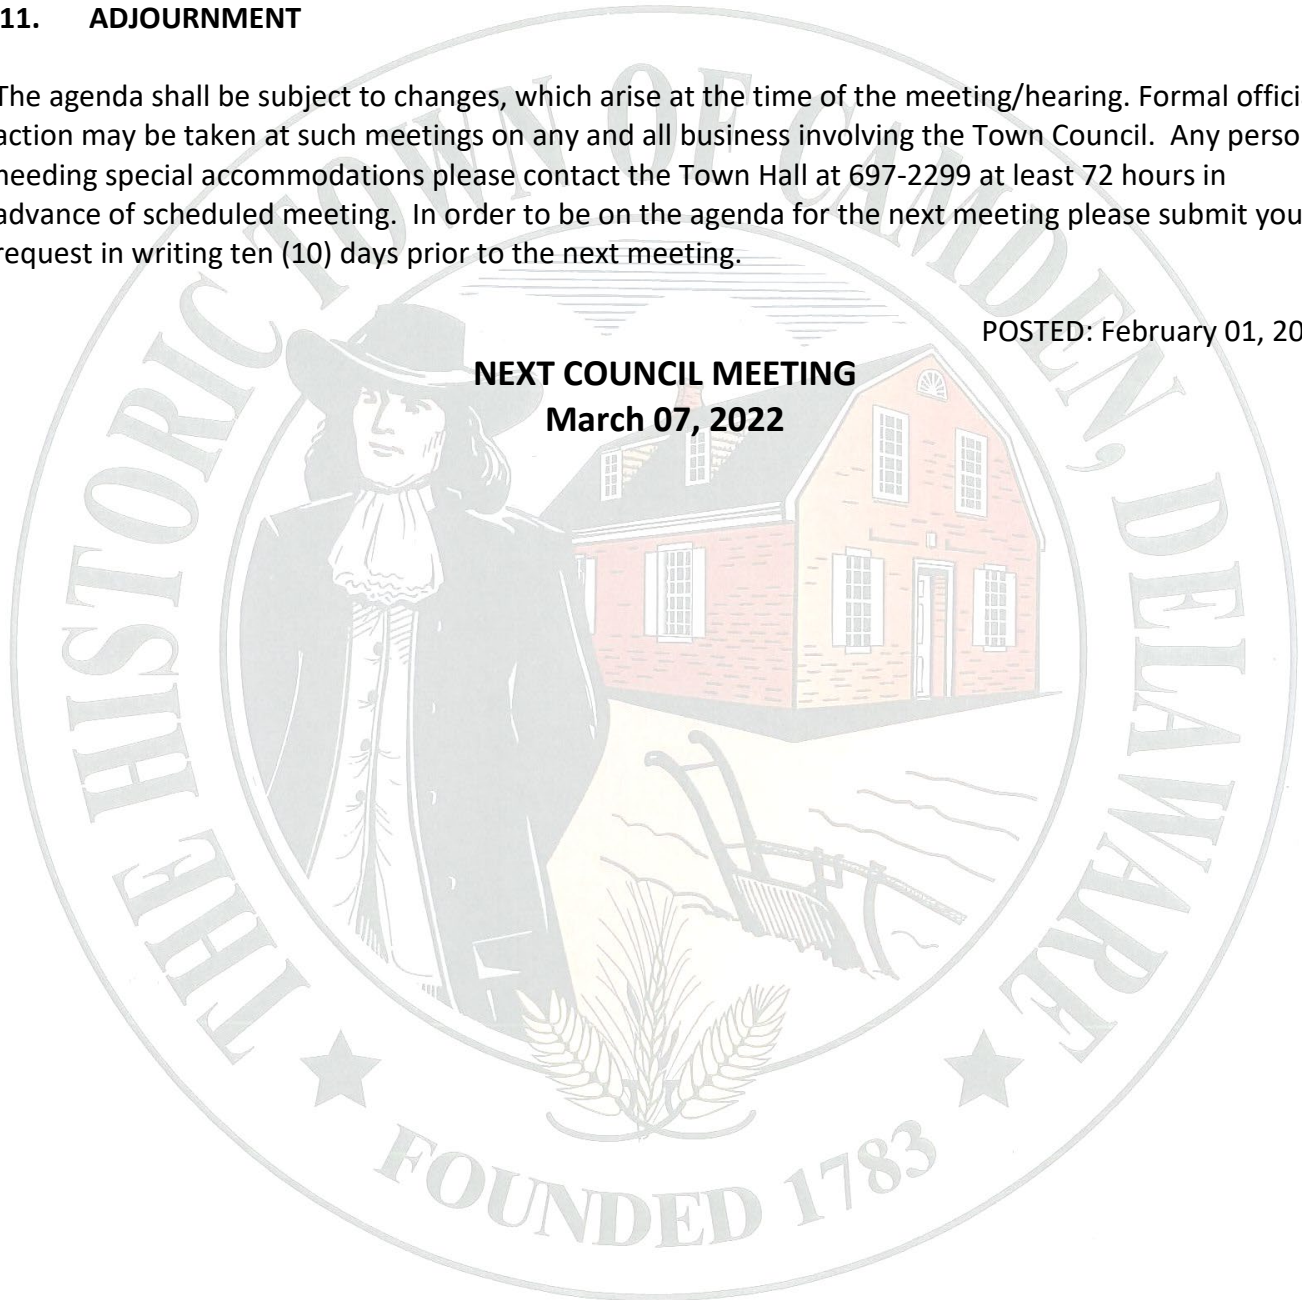 11. ADJOURNMENT
The agenda shall be subject to changes, which arise at the time of the meeting/hearing. Formal offici
action may be taken at such meetings on any and all business involving the Town Council. Any perso
needing special accommodations please contact the Town Hall at 697-2299 at least 72 hours in
advance of scheduled meeting. In order to be on the agenda for the next meeting please submit you
request in writing ten (10) days prior to the next meeting.
POSTED: February 01, 20
NEXT COUNCIL MEETING
March 07, 2022
THE HISTORIC TOWN OF CAMDEN, DELAWARE
FOUNDED 1783